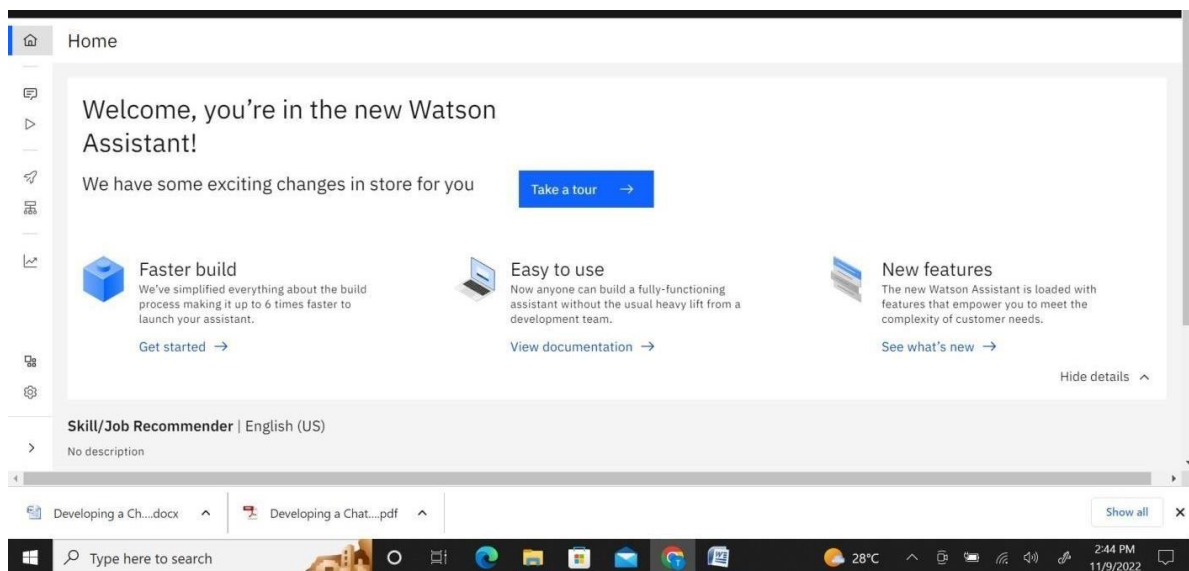 Home
Welcome, you’re in the new Watson
Assistant!
We have some exciting changes in store for you
Take a tour →
Faster build
We’ve simplified everything about the build
process making it up to 6 times faster to
launch your assistant.
Get started →
Easy to use
Now anyone can build a fully-functioning
assistant without the usual heavy lift from a
development team.
View documentation →
New features
The new Watson Assistant is loaded with
features that empower you to meet the
complexity of customer needs.
See what’s new →
Hide details
Skill/Job Recommender | English (US)
No description
Developing a Ch....docx
Developing a Chat....pdf
Show all
Type here to search
28°C
2:44 PM
11/9/2022